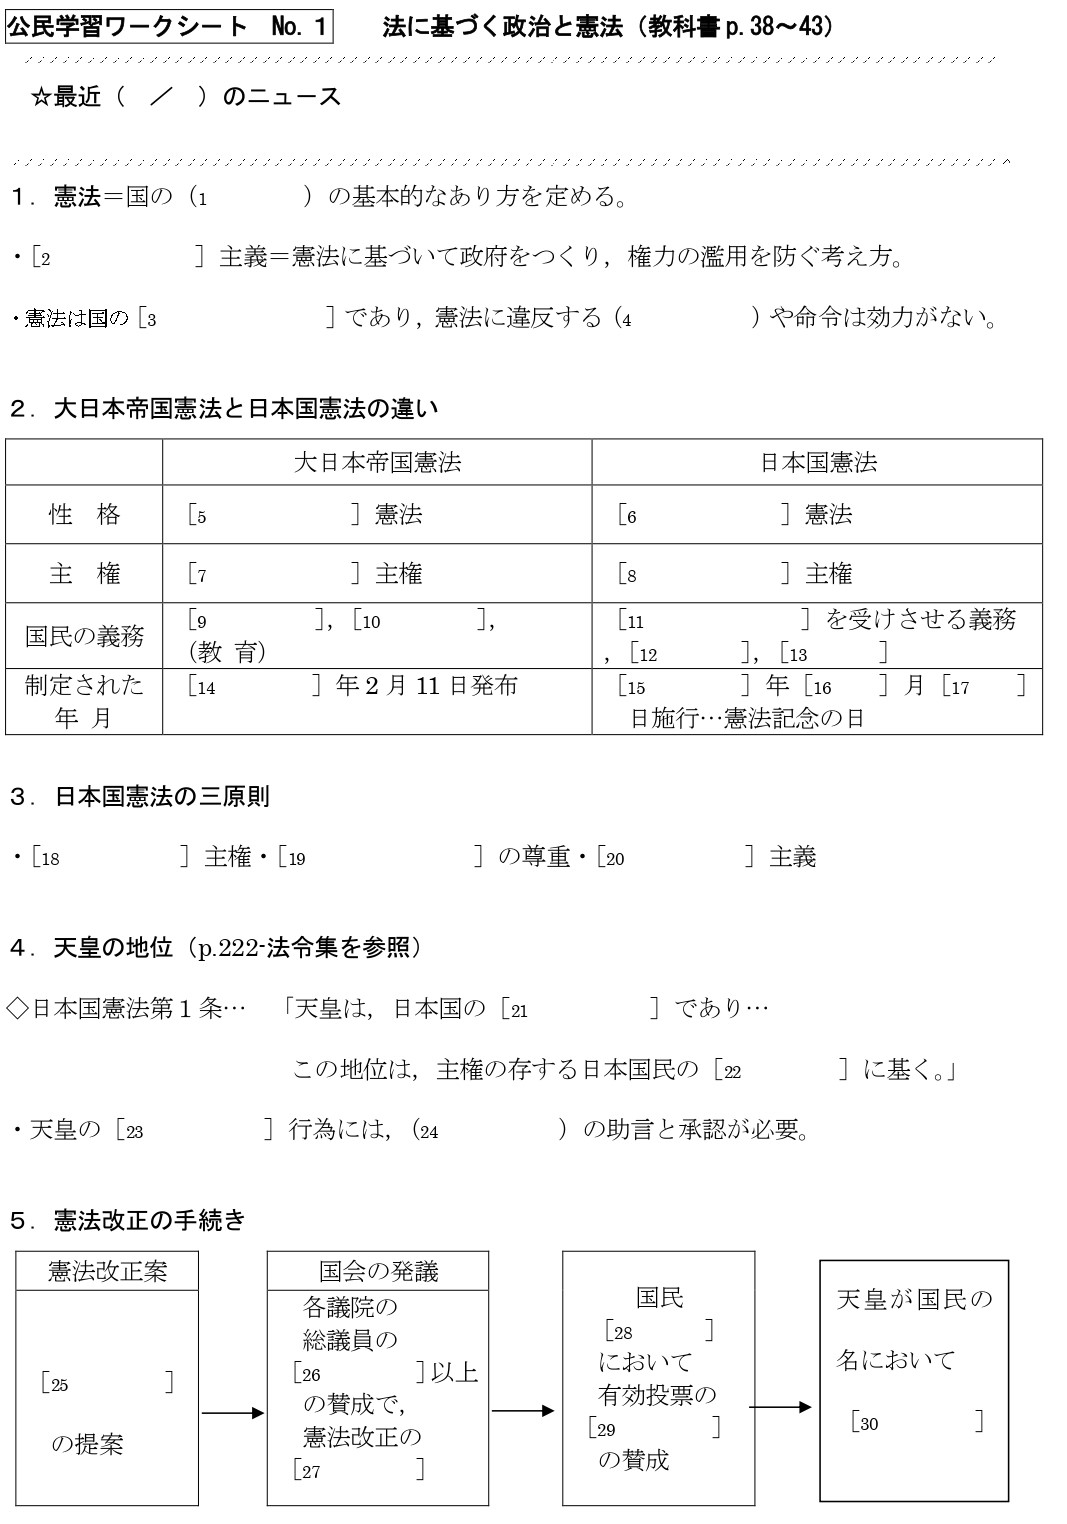 公民学習ワークシート　No. 1　　法に基づく政治と憲法（教科書 p. 38～43）
☆最近（　／　）のニュース
１．憲法＝国の（1　　　　）の基本的なあり方を定める。
・［2　　　　　　］主義＝憲法に基づいて政府をつくり，権力の濫用を防ぐ考え方。
・憲法は国の［3　　　　　　　］であり，憲法に違反する（4　　　　　）や命令は効力がない。
２．大日本帝国憲法と日本国憲法の違い
大日本帝国憲法　　日本国憲法
性　格　［5　　　　　　］憲法　［6　　　　　　］憲法
主　権　［7　　　　　　］主権　［8　　　　　　］主権
国民の義務　［9　　　　］，［10　　　　］，（教 育）　［11　　　　　　］を受けさせる義務，［12　　　］，［13　　　］
制定された年 月　［14　　　　］年 2 月 11 日発布　［15　　　　］年［16　　］月［17　　］日施行…憲法記念の日
３．日本国憲法の三原則
・［18　　　　　］主権・［19　　　　　　　］の尊重・［20　　　　　］主義
４．天皇の地位（p.222-法令集を参照）
◇日本国憲法第 1 条…　「天皇は，日本国の［21　　　　　］であり…
この地位は，主権の存する日本国民の［22　　　　］に基く。」
・天皇の［23　　　　　］行為には，（24　　　　　）の助言と承認が必要。
５．憲法改正の手続き
憲法改正案
［25　　　　］
の提案
国会の発議
各議院の
総議員の
［26　　　　］以上
の賛成で，
憲法改正の
［27　　　　］
国民
［28　　　］
において
有効投票の
［29　　　　］
の賛成
天皇が国民の
名において
［30　　　　］